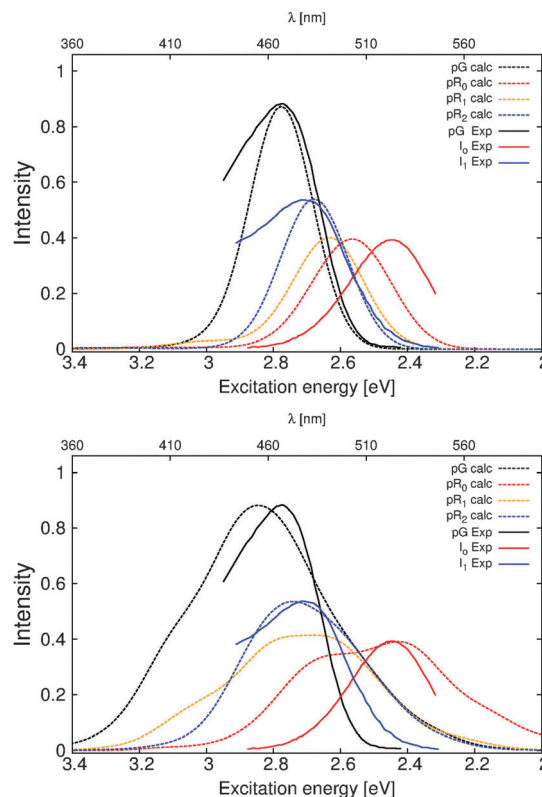 λ [nm]
360 410 460 510 560
pG calc
pR₀ calc
pR₁ calc
pR₂ calc
pG Exp
I₀ Exp
I₁ Exp
Intensity
1
0.8
0.6
0.4
0.2
0
3.4 3.2 3 2.8 2.6 2.4 2.2 2
Excitation energy [eV]
λ [nm]
360 410 460 510 560
pG calc
pR₀ calc
pR₁ calc
pR₂ calc
pG Exp
I₀ Exp
I₁ Exp
Intensity
1
0.8
0.6
0.4
0.2
0
3.4 3.2 3 2.8 2.6 2.4 2.2 2
Excitation energy [eV]